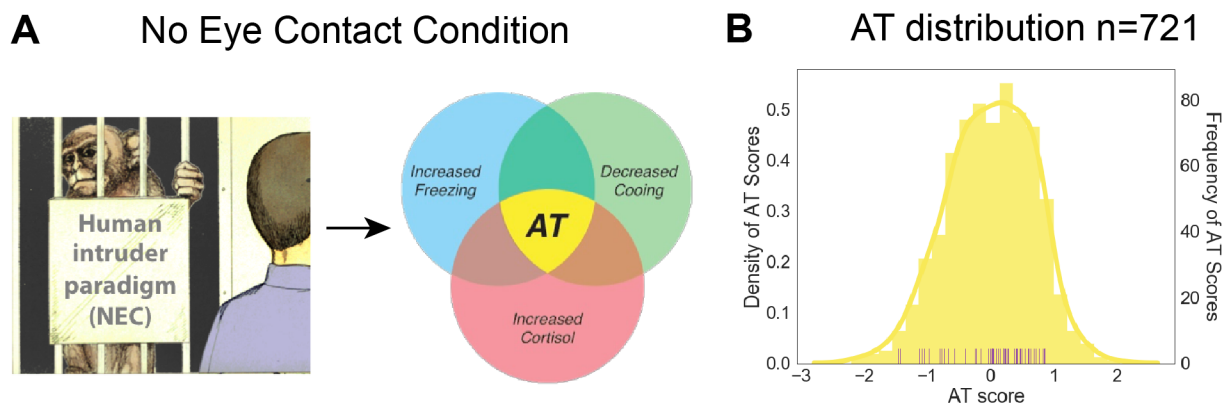 A
No Eye Contact Condition
Human
intruder
paradigm
(NEC)
Increased
Freezing
Decreased
Cooing
AT
Increased
Cortisol
B
AT distribution n=721
Density of AT Scores
0.5
0.4
0.3
0.2
0.1
0.0
−3
−2
−1
0
1
2
AT score
80
60
40
20
0
Frequency of AT Scores